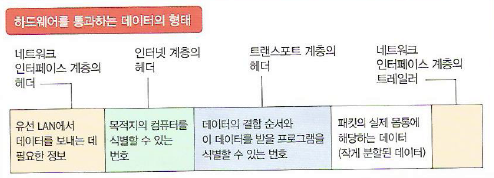 하드웨어를 통과하는 데이터의 형태
네트워크
인터페이스 계층의
헤더
인터넷 계층의
헤더
트랜스포트 계층의
헤더
네트워크
인터페이스 계층의
트레일러
유선 LAN에서
데이터를 보내는 데
필요한 정보
목적지의 컴퓨터를
식별할 수 있는
번호
데이터의 결합 순서와
이 데이터를 받을 프로그램을
식별할 수 있는 번호
패킷의 실제 몸통에
해당하는 데이터
(작게 분할된 데이터)